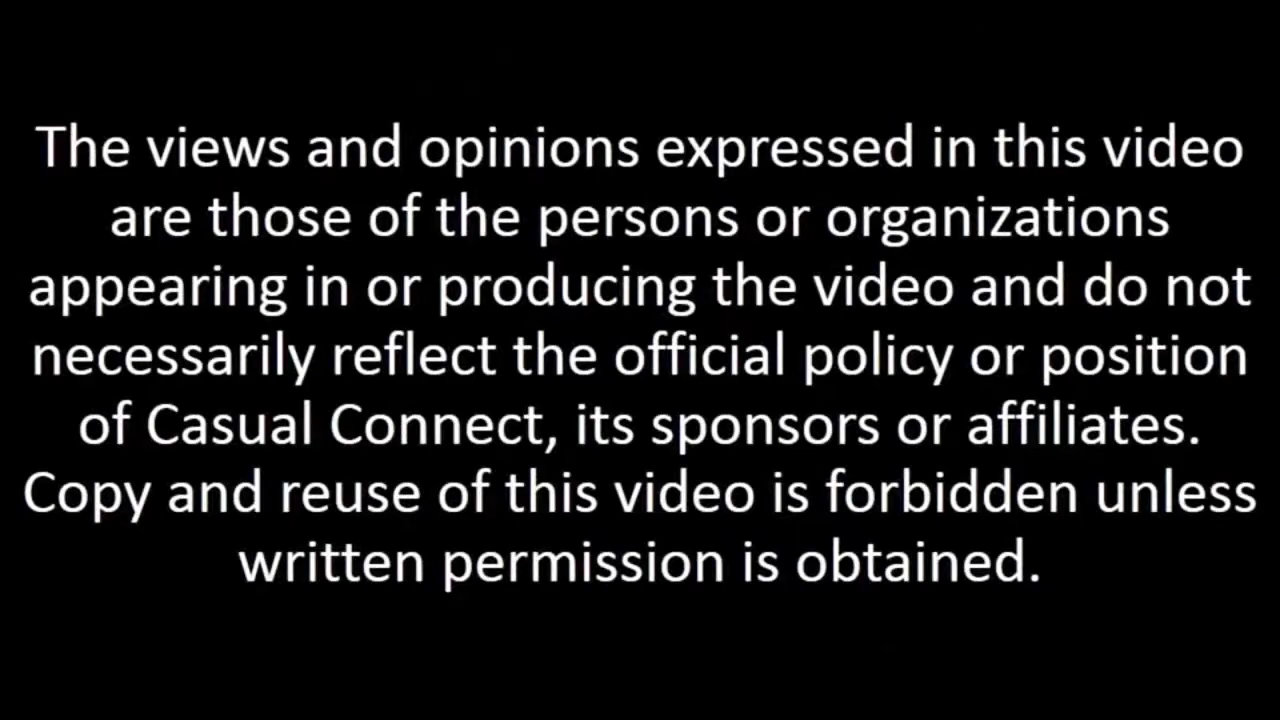 The views and opinions expressed in this video
are those of the persons or organizations
appearing in or producing the video and do not
necessarily reflect the official policy or position
of Casual Connect, its sponsors or affiliates.
Copy and reuse of this video is forbidden unless
written permission is obtained.